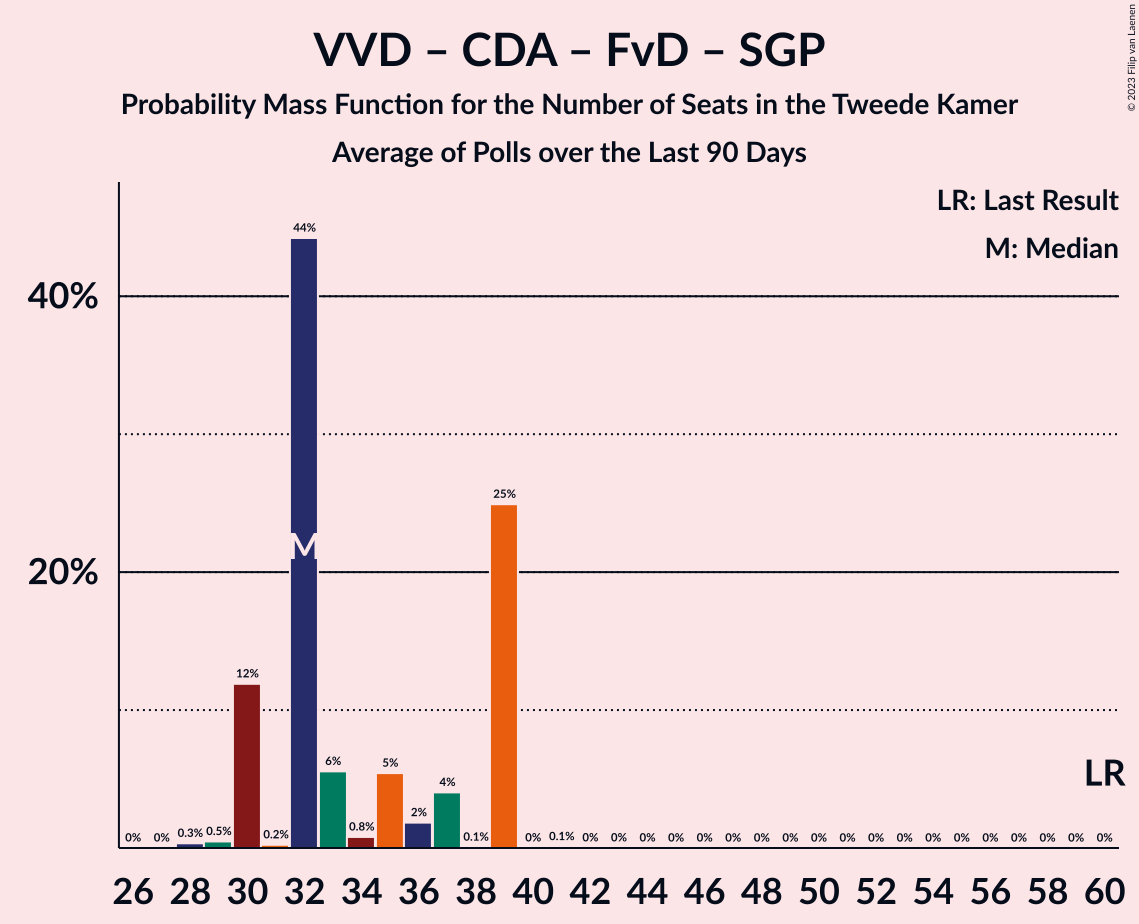 VVD – CDA – FvD – SGP
Probability Mass Function for the Number of Seats in the Tweede Kamer
Average of Polls over the Last 90 Days
© 2023 Filip van Laenen
LR: Last Result
M: Median
44%
40%
25%
M
20%
12%
LR
6% 5% 4% 2%
0% 0% 0.3% 0.5% 0.2% 0.8% 0.1% 0% 0.1% 0% 0% 0% 0% 0% 0% 0% 0% 0% 0% 0% 0% 0% 0% 0% 0% 0% 0% 0%
26 28 30 32 34 36 38 40 42 44 46 48 50 52 54 56 58 60